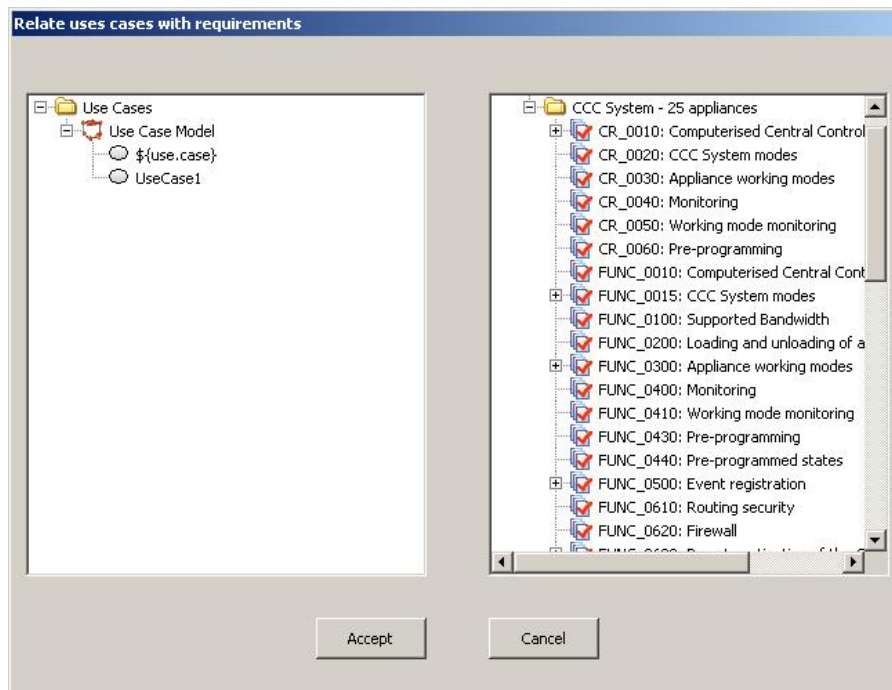 Relate uses cases with requirements
Use Cases
Use Case Model
${use.case}
UseCase1
CCC System - 25 appliances
CR_0010: Computerised Central Control
CR_0020: CCC System modes
CR_0030: Appliance working modes
CR_0040: Monitoring
CR_0050: Working mode monitoring
CR_0060: Pre-programming
FUNC_0010: Computerised Central Cont
FUNC_0015: CCC System modes
FUNC_0100: Supported Bandwidth
FUNC_0200: Loading and unloading of a
FUNC_0300: Appliance working modes
FUNC_0400: Monitoring
FUNC_0410: Working mode monitoring
FUNC_0430: Pre-programming
FUNC_0440: Pre-programmed states
FUNC_0500: Event registration
FUNC_0610: Routing security
FUNC_0620: Firewall
Accept
Cancel